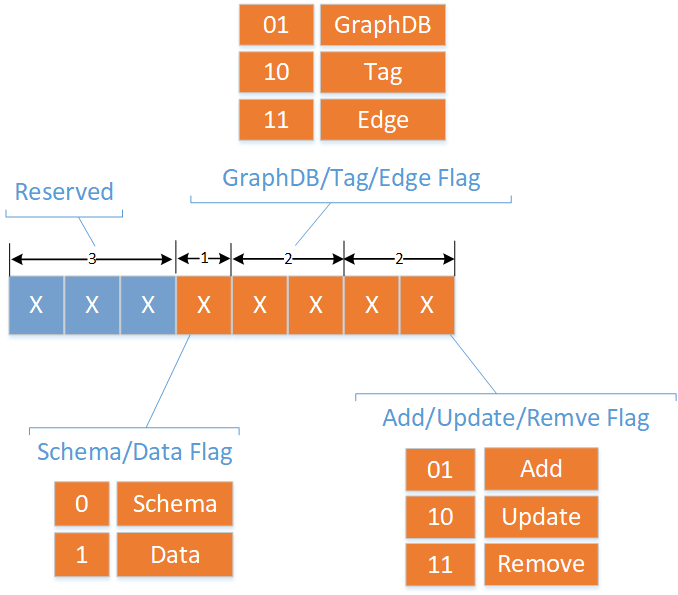 01 GraphDB
10 Tag
11 Edge
GraphDB/Tag/Edge Flag
Reserved
3 1 2 2
X X X X X X X X
Schema/Data Flag
0 Schema
1 Data
Add/Update/Remve Flag
01 Add
10 Update
11 Remove